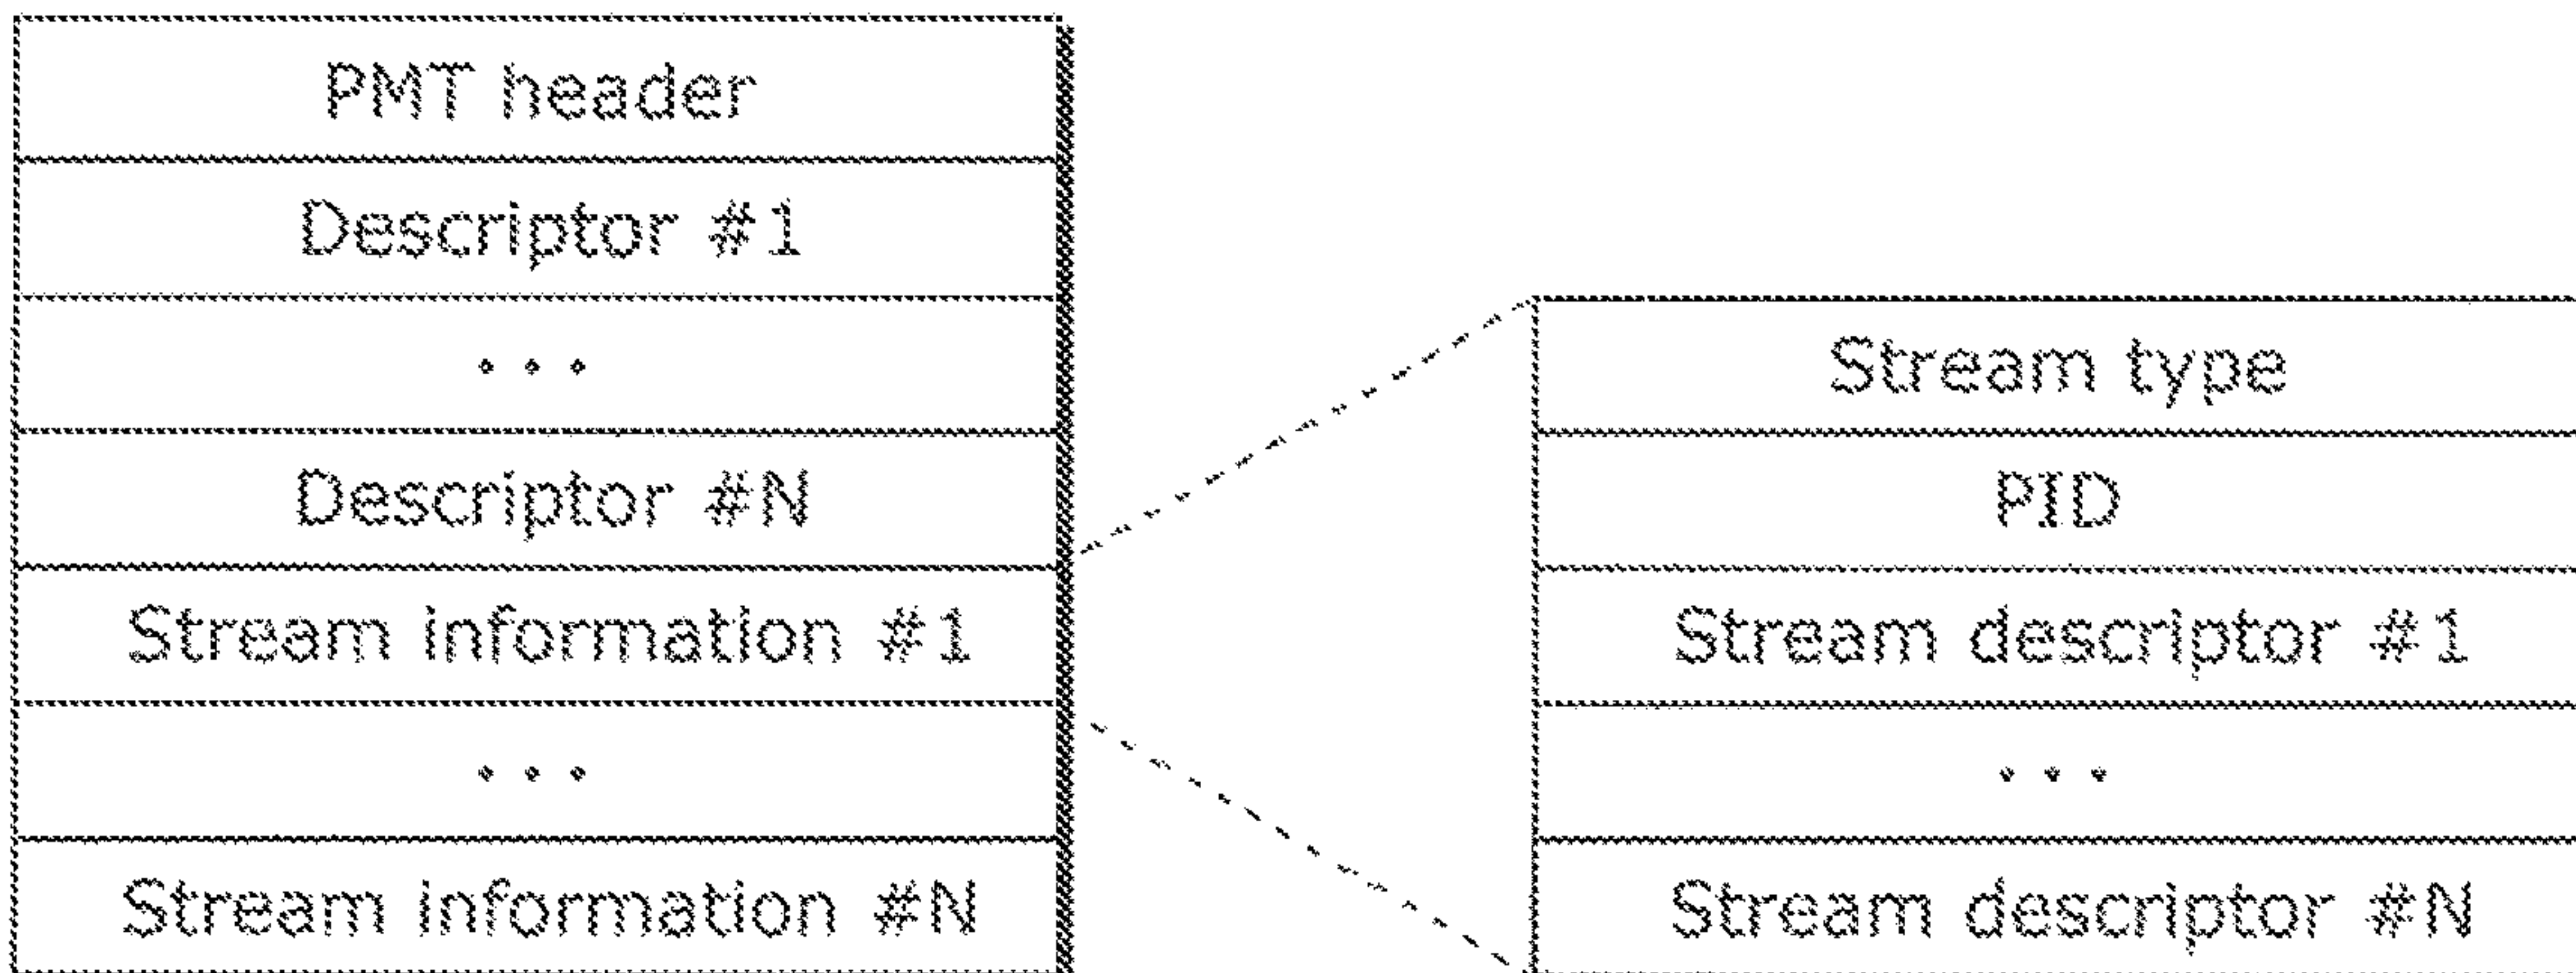 PMT header
Descriptor #1
...
Descriptor #N
Stream information #1
...
Stream information #N
Stream type
PID
Stream descriptor #1
...
Stream descriptor #N